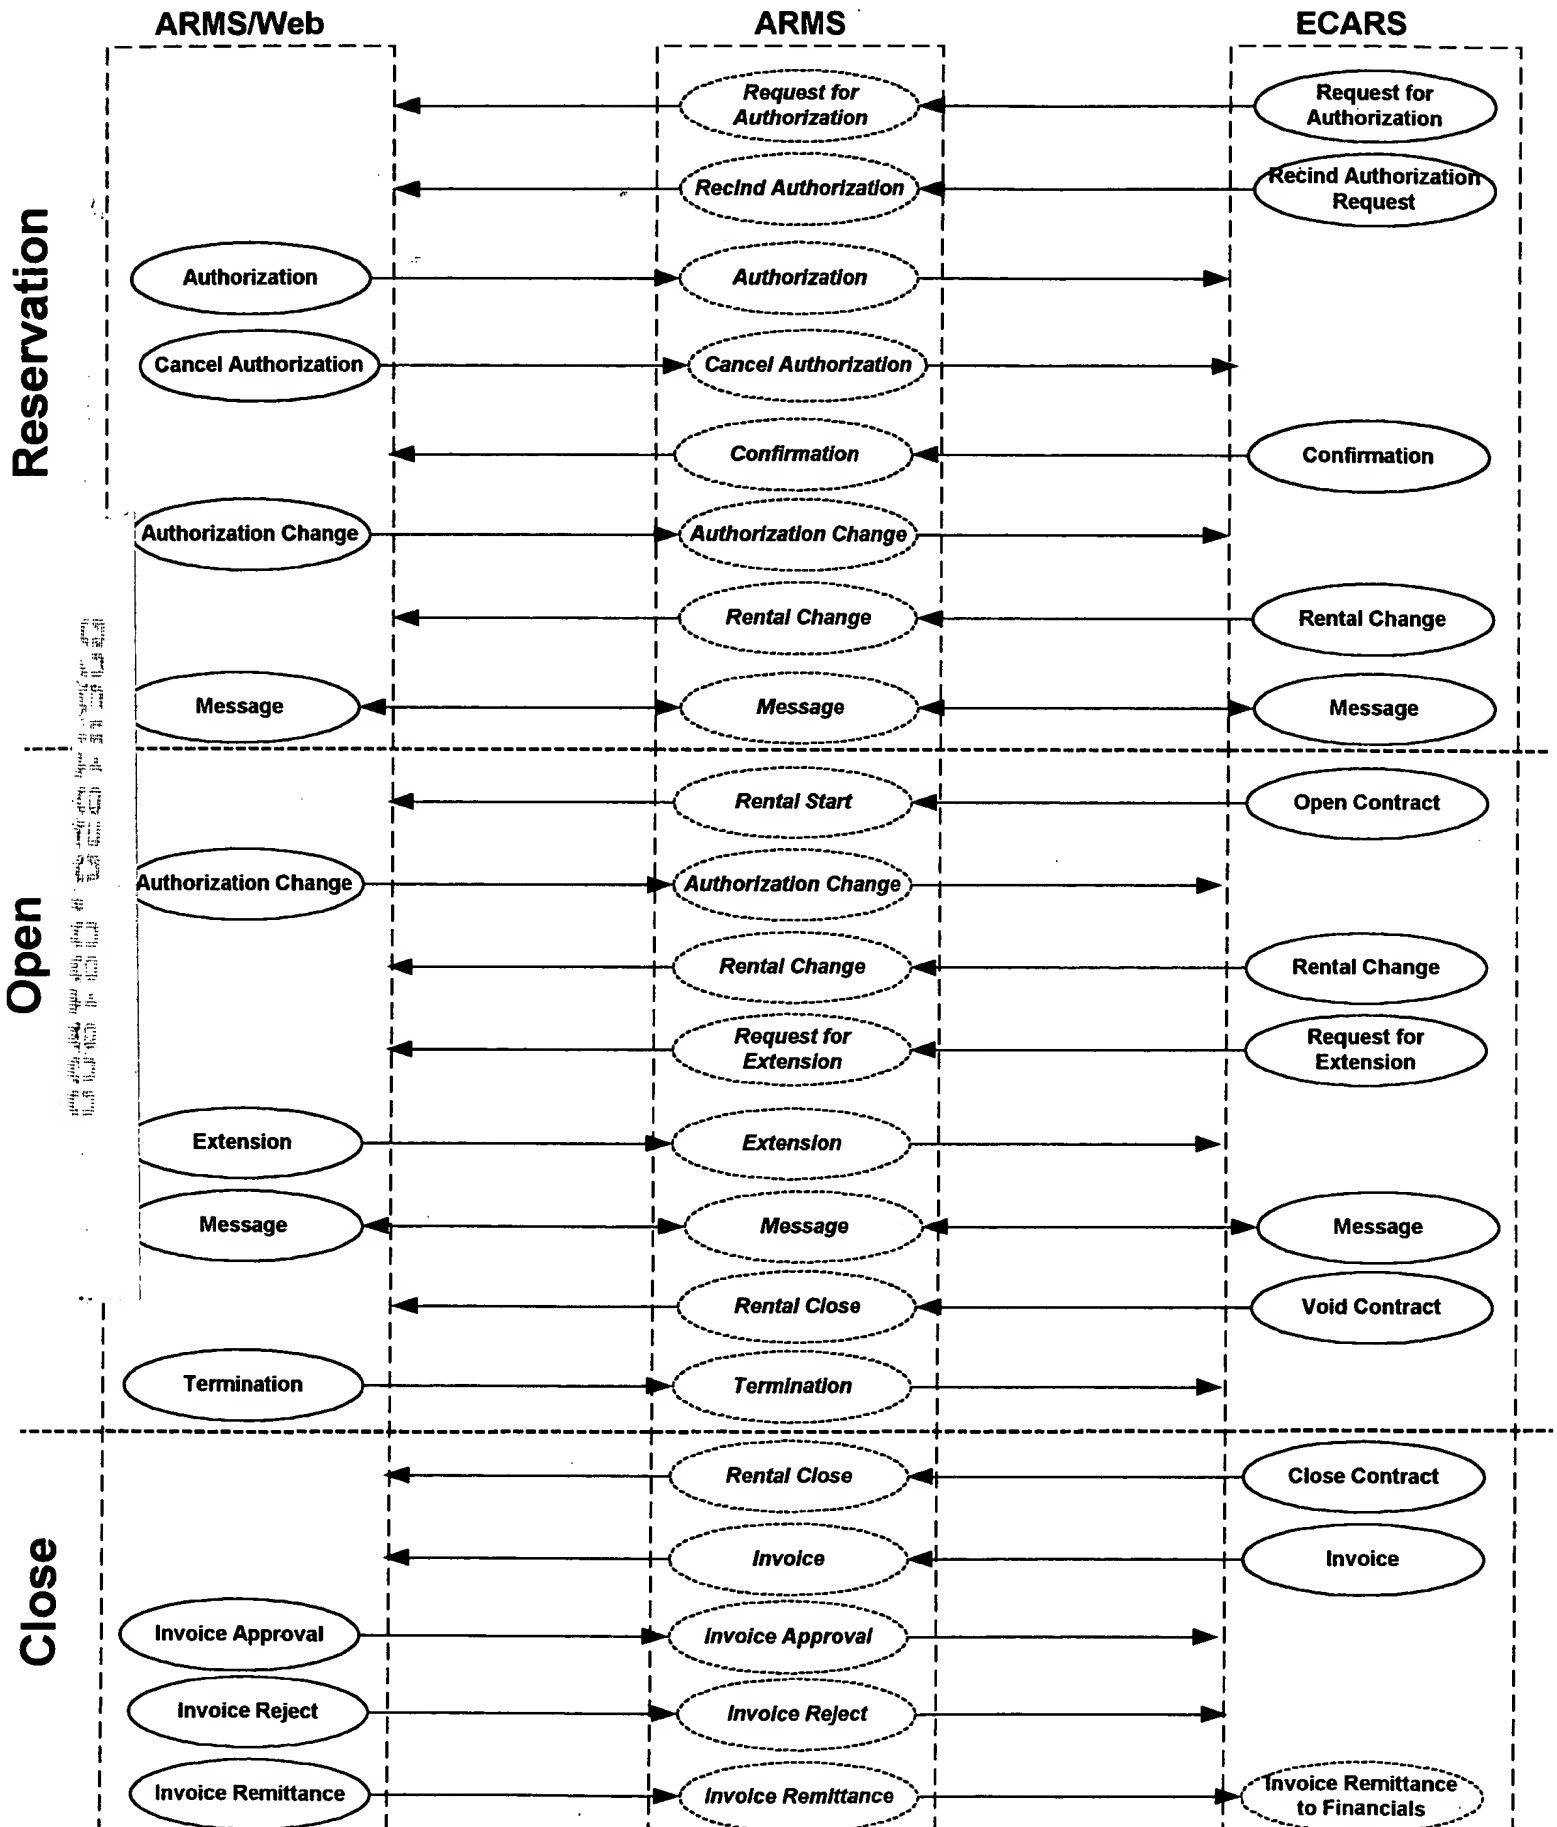 ARMS/Web ARMS ECARS
Reservation
Request for
Authorization
Request for
Authorization
Recind Authorization
Recind Authorization
Request
Authorization
Authorization
Cancel Authorization
Cancel Authorization
Confirmation
Confirmation
Authorization Change
Authorization Change
Rental Change
Rental Change
Message
Message
Message
Open
Rental Start
Open Contract
Authorization Change
Authorization Change
Rental Change
Rental Change
Request for
Extension
Request for
Extension
Extension
Extension
Message
Message
Message
Rental Close
Void Contract
Termination
Termination
Close
Rental Close
Close Contract
Invoice
Invoice
Invoice Approval
Invoice Approval
Invoice Reject
Invoice Reject
Invoice Remittance
Invoice Remittance
Invoice Remittance
to Financials